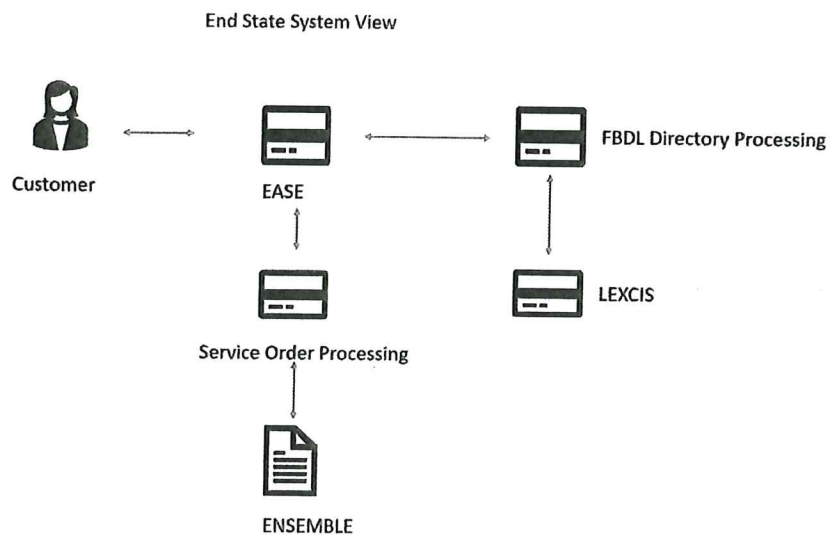 End State System View
Customer
EASE
FBDL Directory Processing
LEXCIS
Service Order Processing
ENSEMBLE